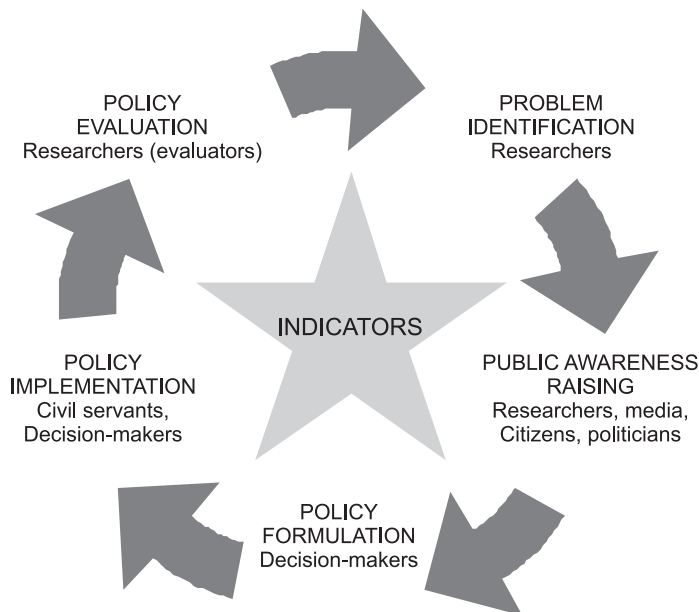 POLICY
EVALUATION
Researchers (evaluators)
PROBLEM
IDENTIFICATION
Researchers
INDICATORS
POLICY
IMPLEMENTATION
Civil servants,
Decision-makers
PUBLIC AWARENESS
RAISING
Researchers, media,
Citizens, politicians
POLICY
FORMULATION
Decision-makers